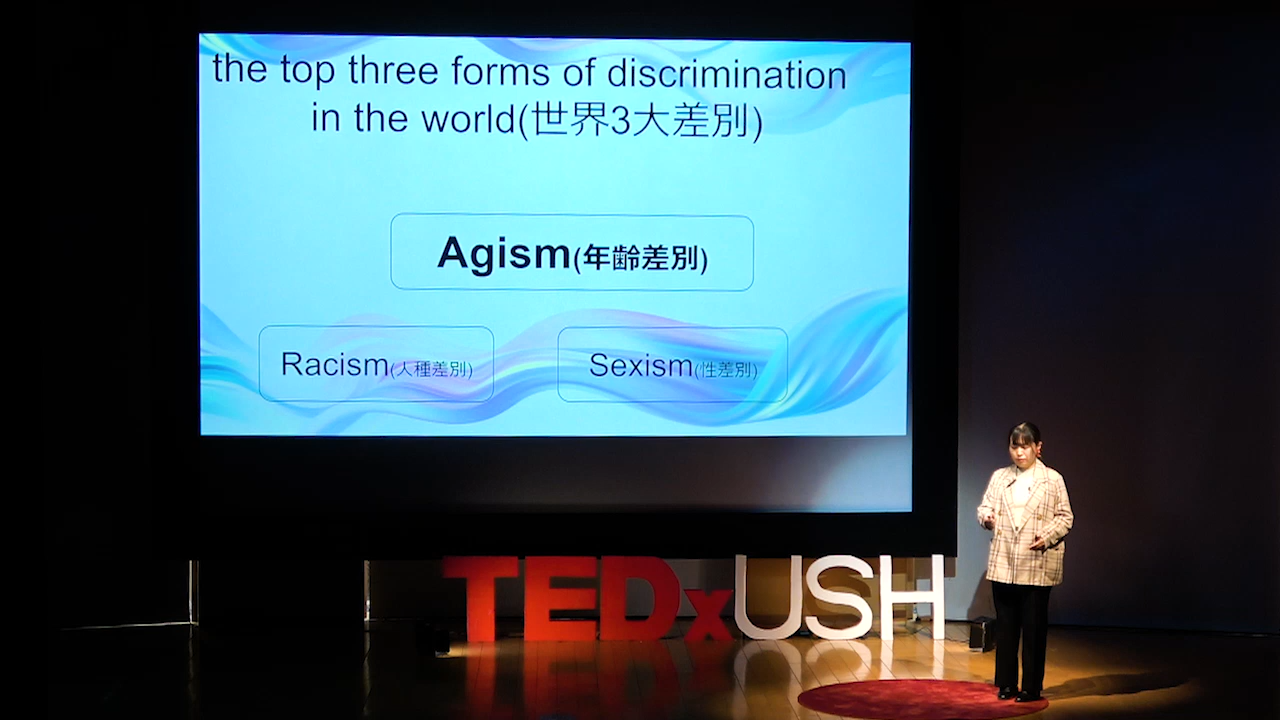 the top three forms of discrimination
in the world(世界3大差別)
Agism(年齢差別)
Racism(人種差別)
Sexism(性差別)
TEDxUSH